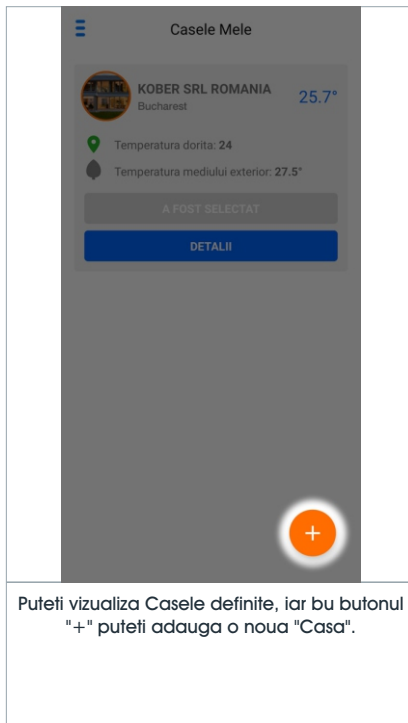 Casele Mele
KOBER SRL ROMANIA
25.7°
Bucharest
Temperatura dorita: 24
Temperatura mediului exterior: 27.5°
A FOST SELECTAT
DETALII
+
Puteti vizualiza Casele definite, iar bu butonul
"+" puteti adauga o noua "Casa".